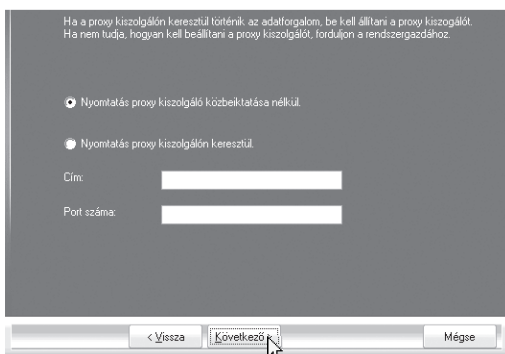 Ha a proxy kiszolgálón keresztül történik az adatforgalom, be kell állítani a proxy kiszogálót.
Ha nem tudja, hogyan kell beállítani a proxy kiszolgálót, forduljon a rendszergazdához.
Nyomtatás proxy kiszolgáló közbeiktatása nélkül.
Nyomtatás proxy kiszolgálón keresztül.
Cím:
Port száma:
< Vissza
Következő >
Mégse